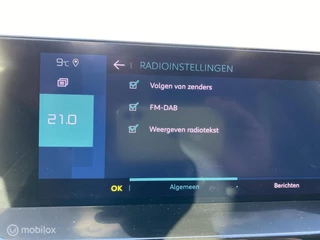 9°C
← RADIOINSTELLINGEN
Volgen van zenders
21.0
FM-DAB
Weergeven radiotekst
OK
Algemeen
Berichten
mobilox